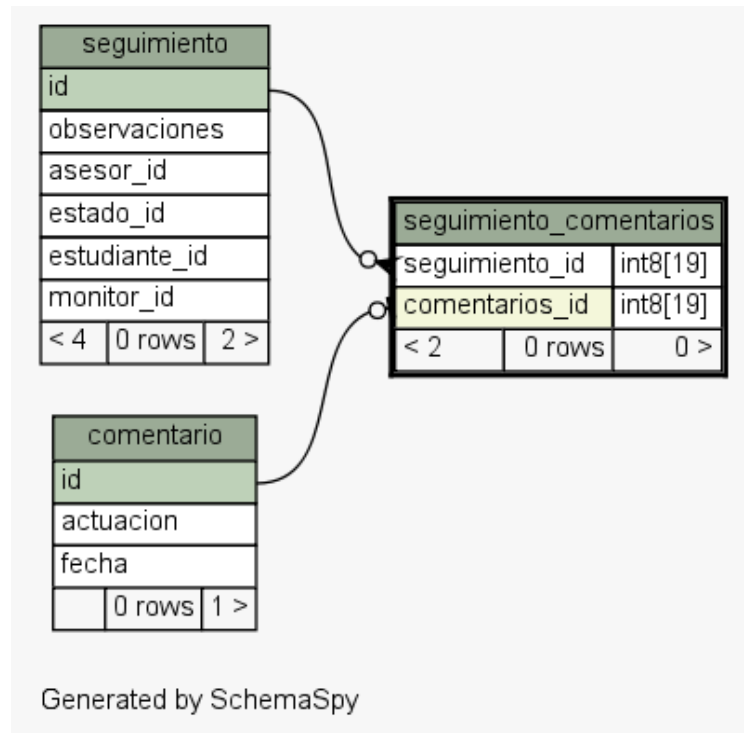 seguimiento
id
observaciones
asesor_id
estado_id
estudiante_id
monitor_id
< 4 0 rows 2 >
seguimiento_comentarios
seguimiento_id int8[19]
comentarios_id int8[19]
< 2 0 rows 0 >
comentario
id
actuacion
fecha
0 rows 1 >
Generated by SchemaSpy